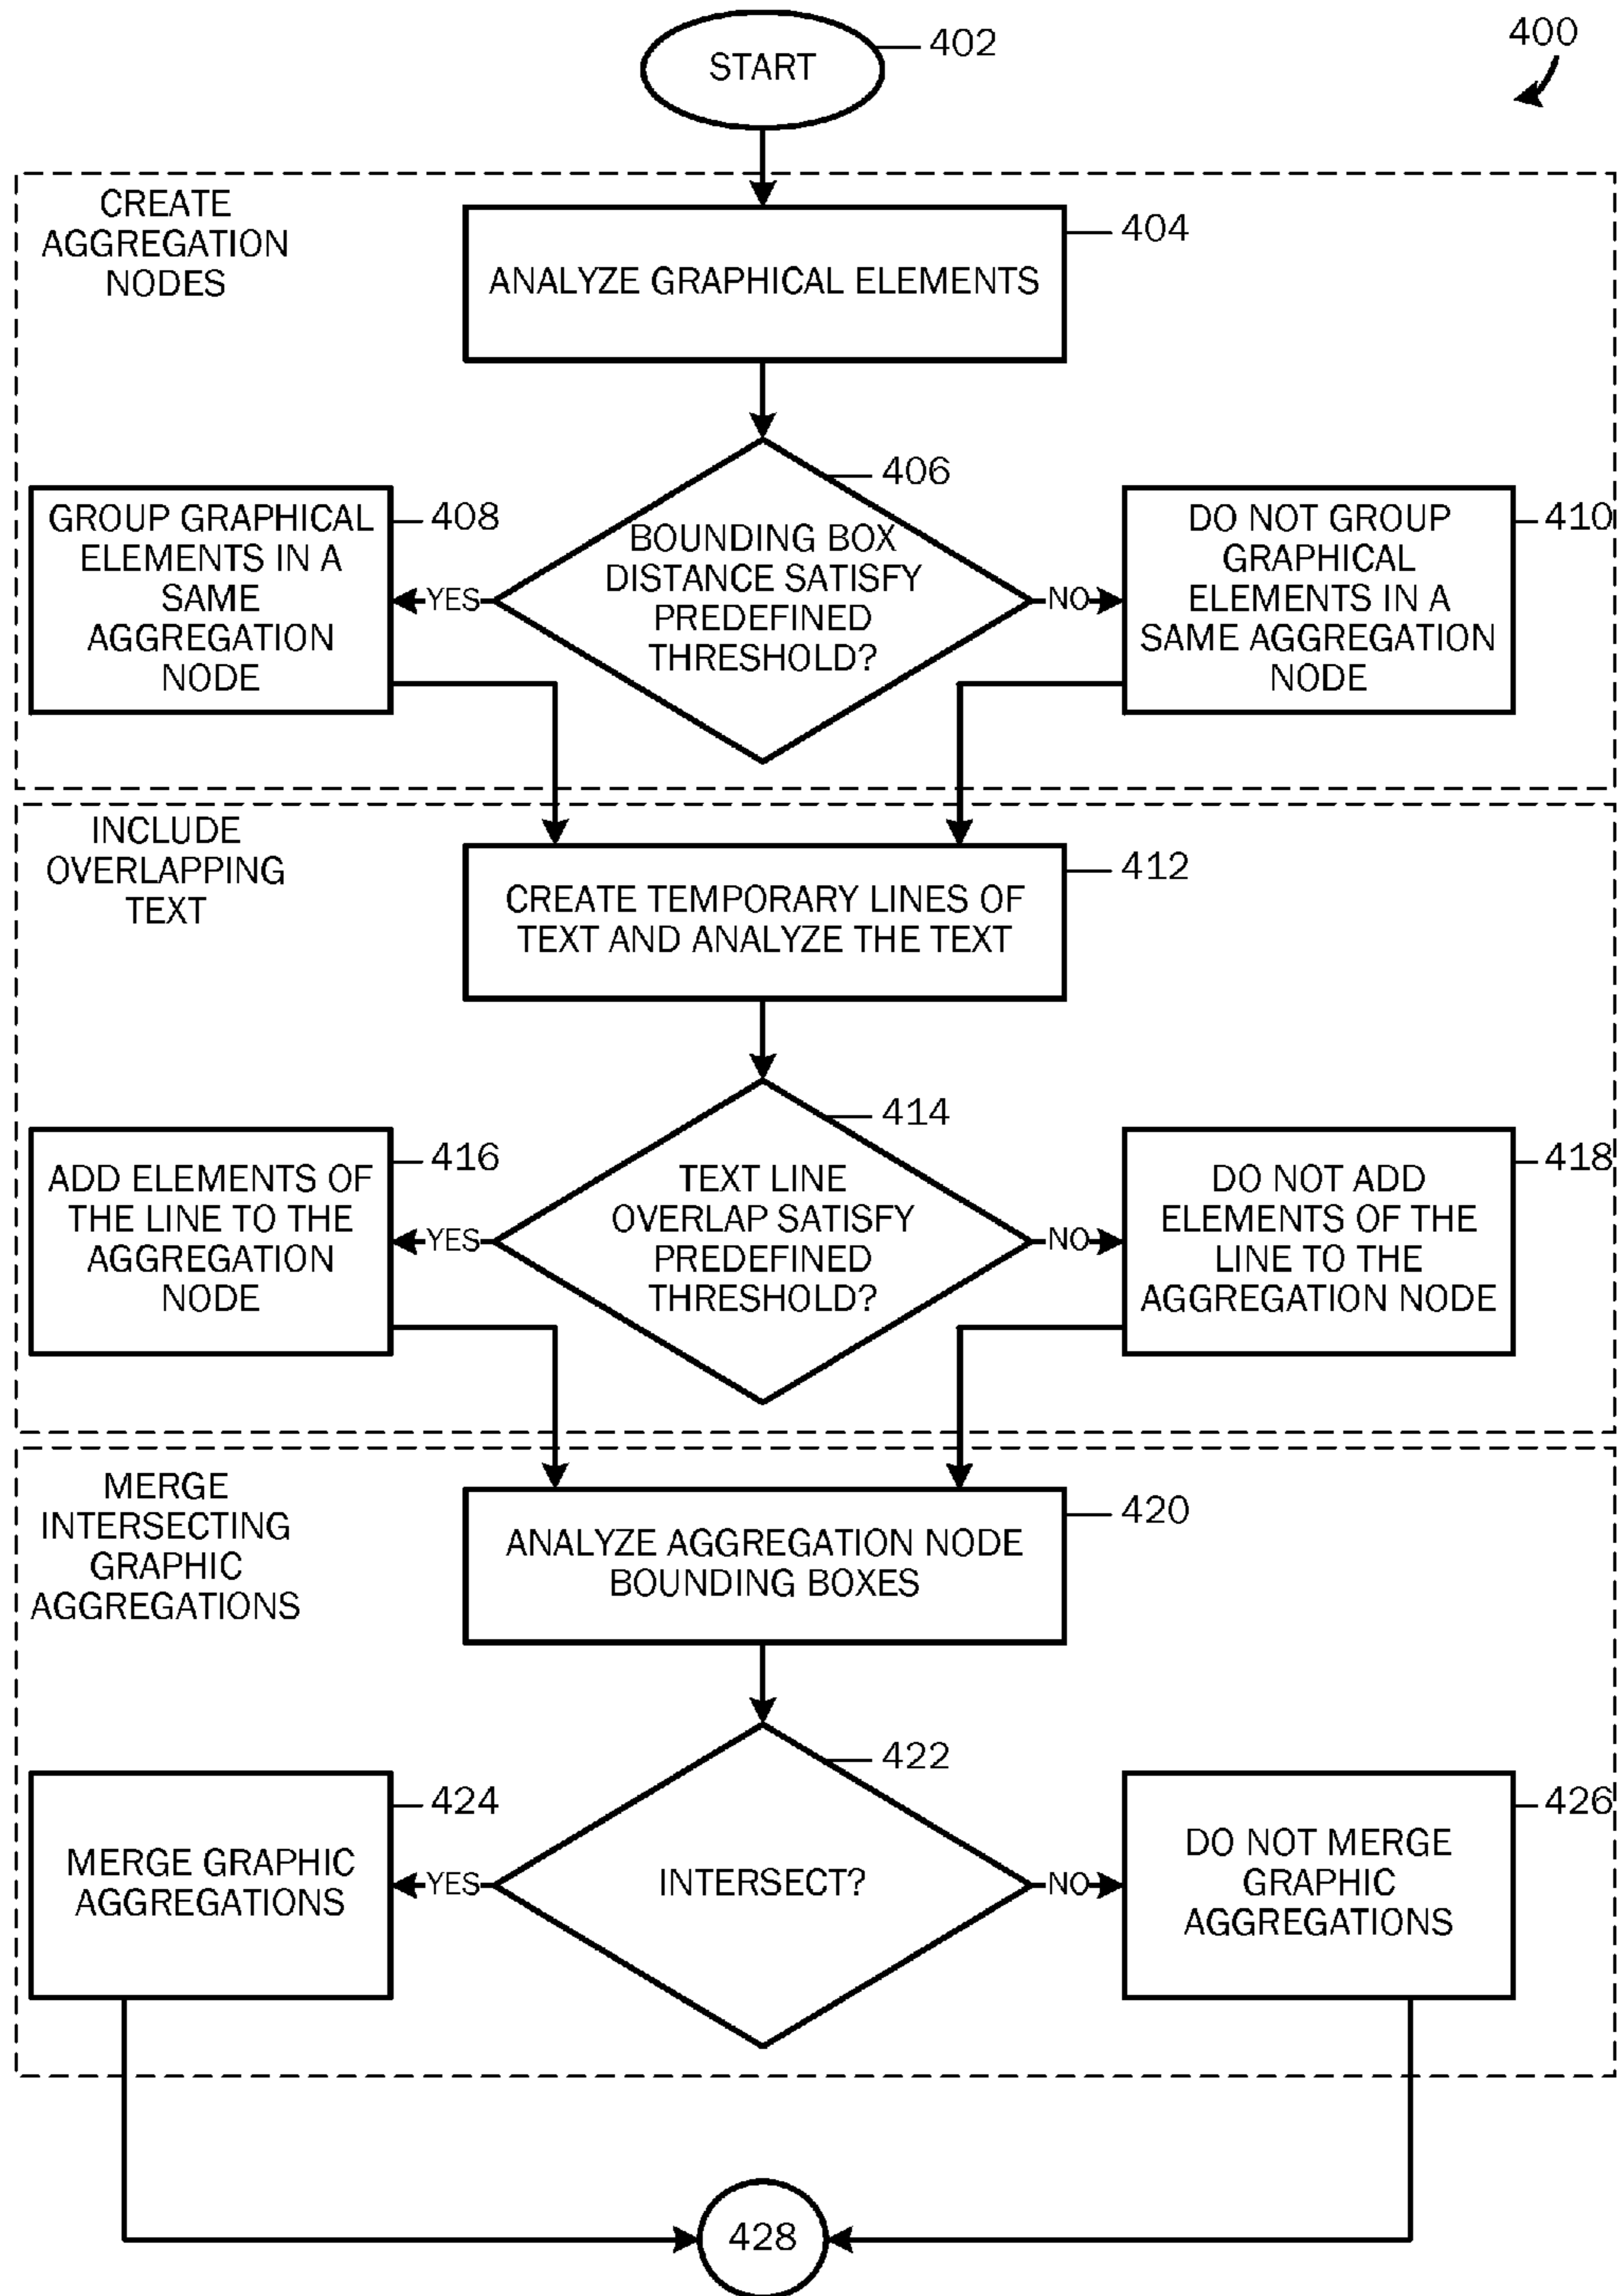 START
402
400
CREATE
AGGREGATION
NODES
ANALYZE GRAPHICAL ELEMENTS
404
406
BOUNDING BOX
DISTANCE SATISFY
PREDEFINED
THRESHOLD?
YES
NO
GROUP GRAPHICAL
ELEMENTS IN A
SAME
AGGREGATION
NODE
408
DO NOT GROUP
GRAPHICAL
ELEMENTS IN A
SAME AGGREGATION
NODE
410
INCLUDE
OVERLAPPING
TEXT
CREATE TEMPORARY LINES OF
TEXT AND ANALYZE THE TEXT
412
414
TEXT LINE
OVERLAP SATISFY
PREDEFINED
THRESHOLD?
YES
NO
ADD ELEMENTS OF
THE LINE TO THE
AGGREGATION
NODE
416
DO NOT ADD
ELEMENTS OF THE
LINE TO THE
AGGREGATION NODE
418
MERGE
INTERSECTING
GRAPHIC
AGGREGATIONS
ANALYZE AGGREGATION NODE
BOUNDING BOXES
420
422
INTERSECT?
YES
NO
MERGE GRAPHIC
AGGREGATIONS
424
DO NOT MERGE
GRAPHIC
AGGREGATIONS
426
428